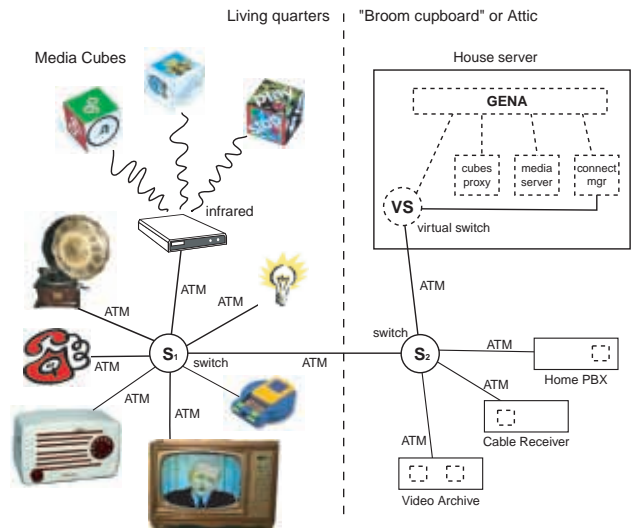 Living quarters
"Broom cupboard" or Attic
Media Cubes
House server
GENA
cubes proxy
media server
connect mgr
infrared
VS
virtual switch
ATM
ATM
ATM
ATM
switch
S1
switch
ATM
S2
ATM
Home PBX
ATM
ATM
ATM
ATM
Cable Receiver
ATM
Video Archive